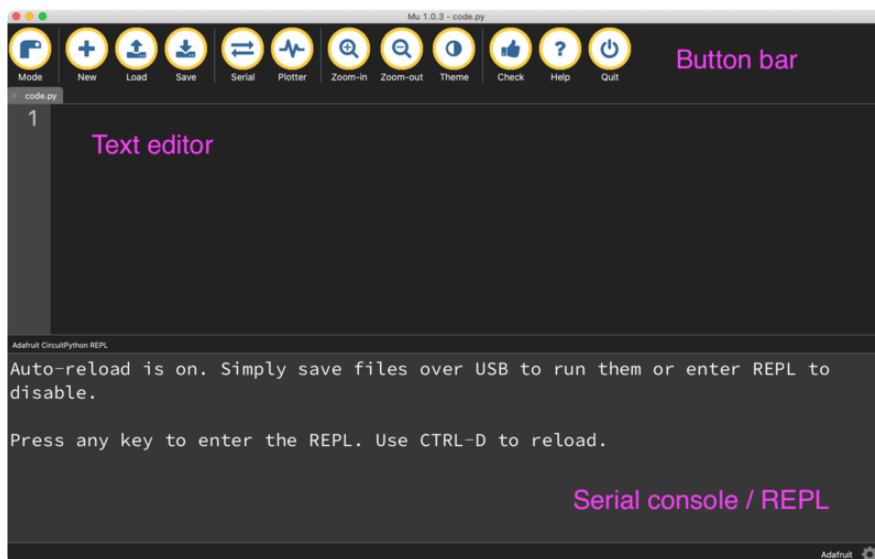 Mu 1.0.3 - code.py
Mode New Load Save Serial Plotter Zoom-in Zoom-out Theme Check Help Quit
Button bar
code.py
1
Text editor
Adafruit CircuitPython REPL
Auto-reload is on. Simply save files over USB to run them or enter REPL to
disable.
Press any key to enter the REPL. Use CTRL-D to reload.
Serial console / REPL
Adafruit